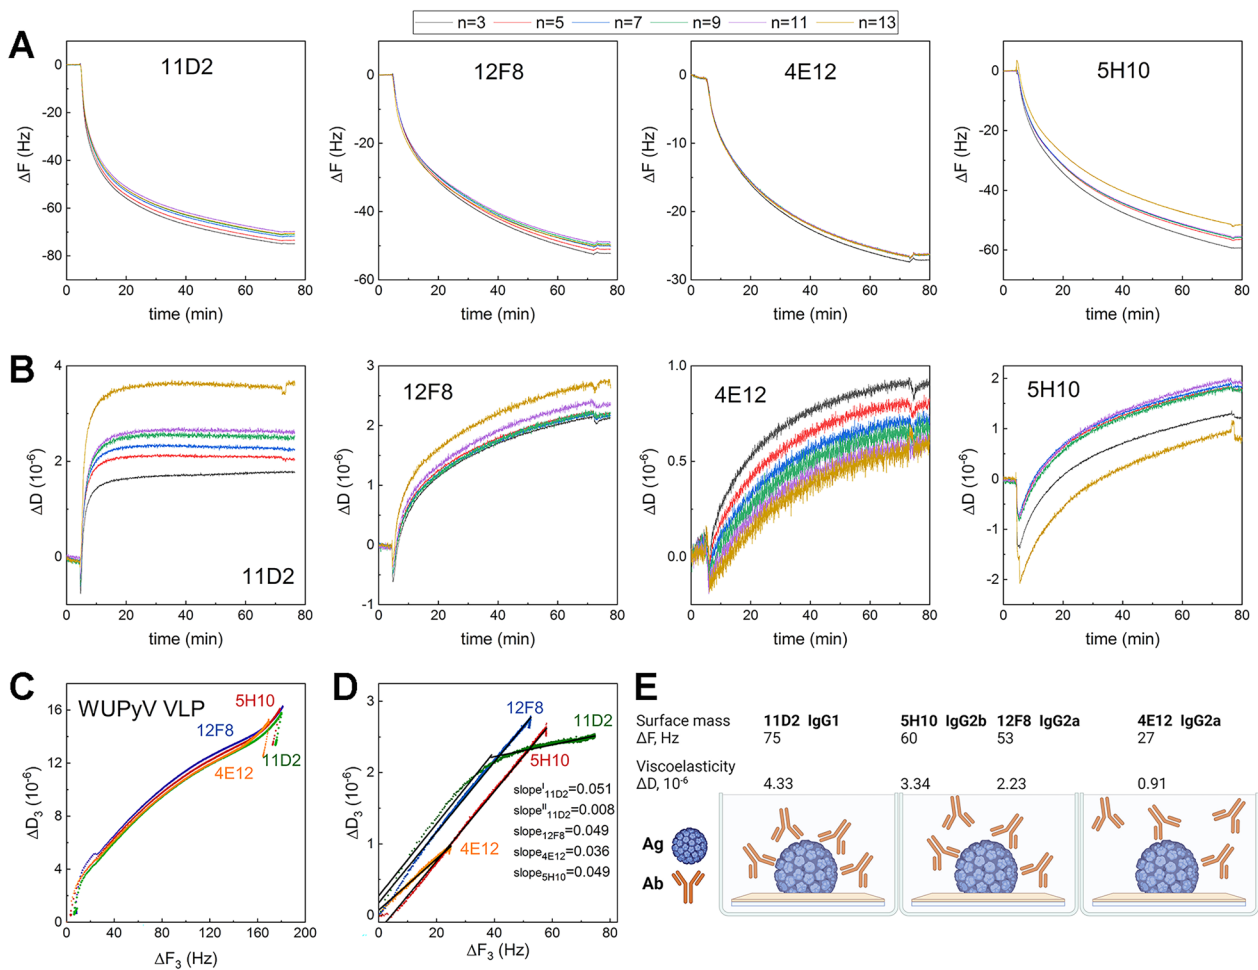 n=3 n=5 n=7 n=9 n=11 n=13
A
11D2
ΔF (Hz)
0
-20
-40
-60
-80
0 20 40 60 80
time (min)
12F8
ΔF (Hz)
0
-20
-40
-60
0 20 40 60 80
time (min)
4E12
ΔF (Hz)
0
-10
-20
-30
0 20 40 60 80
time (min)
5H10
ΔF (Hz)
0
-20
-40
-60
0 20 40 60 80
time (min)
B
11D2
ΔD (10⁻⁶)
4
2
0
0 20 40 60 80
time (min)
12F8
ΔD (10⁻⁶)
3
2
1
0
-1
0 20 40 60 80
time (min)
4E12
ΔD (10⁻⁶)
1.0
0.5
0.0
0 20 40 60 80
time (min)
5H10
ΔD (10⁻⁶)
2
1
0
-1
-2
0 20 40 60 80
time (min)
C
WUPyV VLP
5H10
12F8
11D2
4E12
ΔD₃ (10⁻⁶)
16
12
8
4
0
0 40 80 120 160 200
ΔF₃ (Hz)
D
12F8
11D2
5H10
4E12
slopeᴵ₁₁D₂=0.051
slopeᴵᴵ₁₁D₂=0.008
slope₁₂F₈=0.049
slope₄E₁₂=0.036
slope₅H₁₀=0.049
ΔD₃ (10⁻⁶)
3
2
1
0
0 20 40 60 80
ΔF₃ (Hz)
E
Surface mass 11D2 IgG1 5H10 IgG2b 12F8 IgG2a 4E12 IgG2a
ΔF, Hz 75 60 53 27
Viscoelasticity
ΔD, 10⁻⁶ 4.33 3.34 2.23 0.91
Ag
Ab